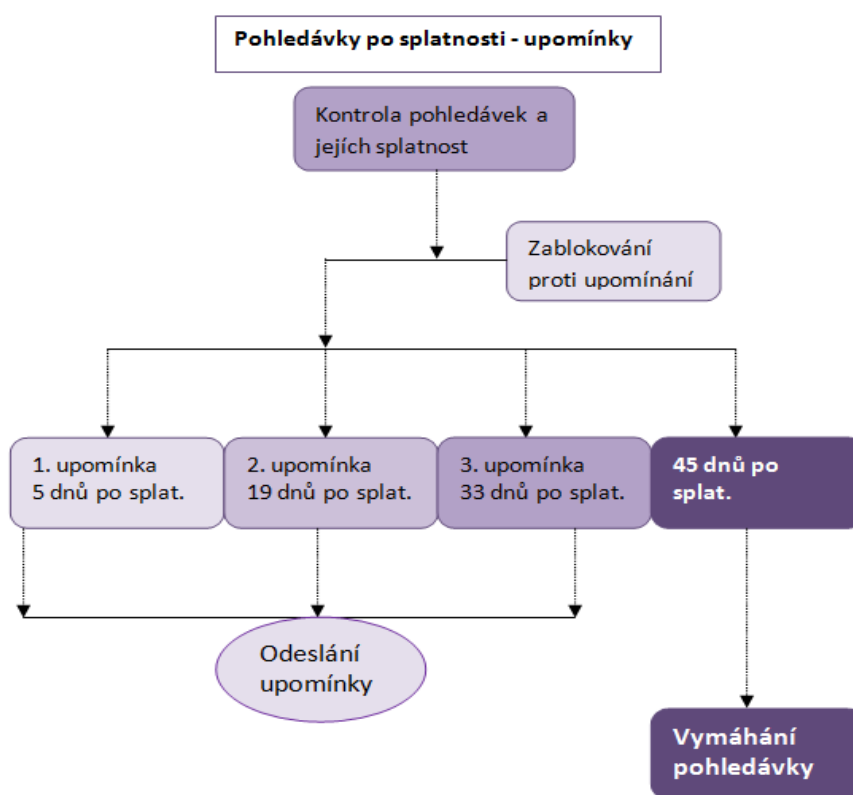 Pohledávky po splatnosti - upomínky
Kontrola pohledávek a
jejích splatnost
Zablokování
proti upomínání
1. upomínka
5 dnů po splat.
2. upomínka
19 dnů po splat.
3. upomínka
33 dnů po splat.
45 dnů po
splat.
Odeslání
upomínky
Vymáhání
pohledávky